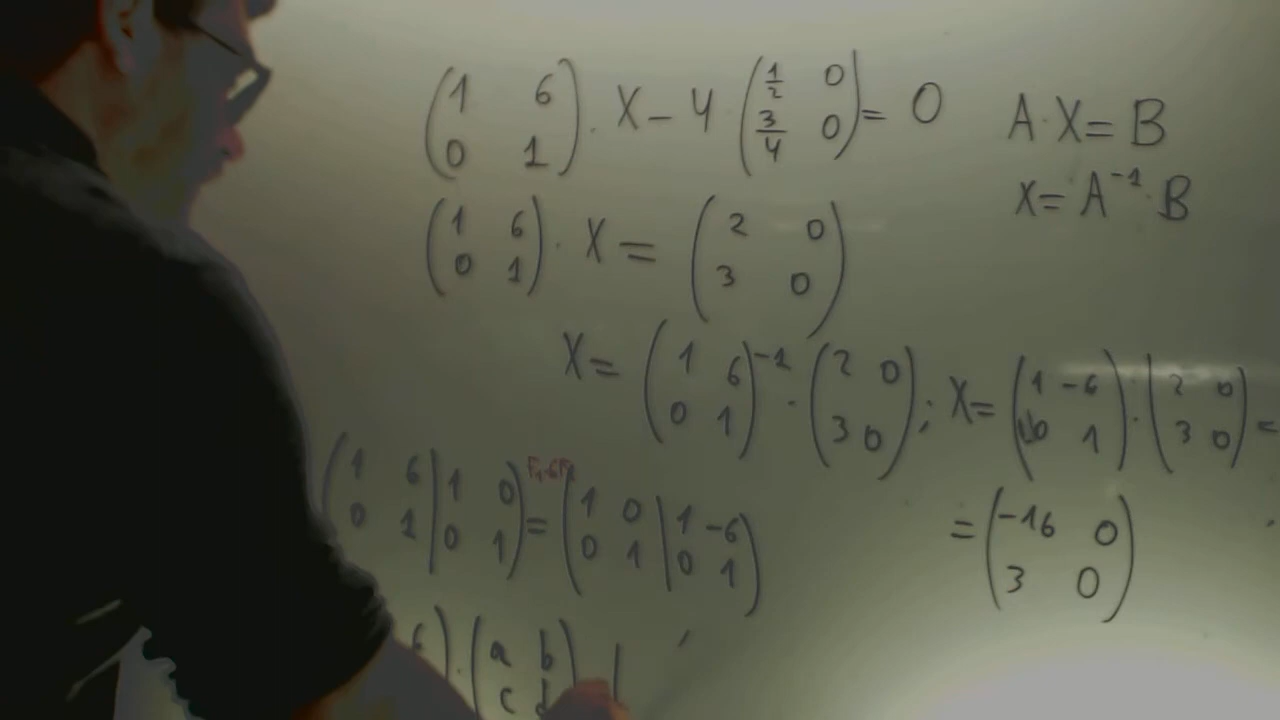 (1 6 0 1) · X - 4 · (1/2 0 3/4 0) = 0
A · X = B
X = A⁻¹ · B
(1 6 0 1) · X = (2 0 3 0)
X = (1 6 0 1)⁻¹ · (2 0 3 0) ; X = (1 -6 0 1) · (2 0 3 0) =
= (-16 0 3 0)
(1 6 | 1 0 0 1 | 0 1) = (1 0 | 1 -6 0 1 | 0 1)
6) · (a b c d)